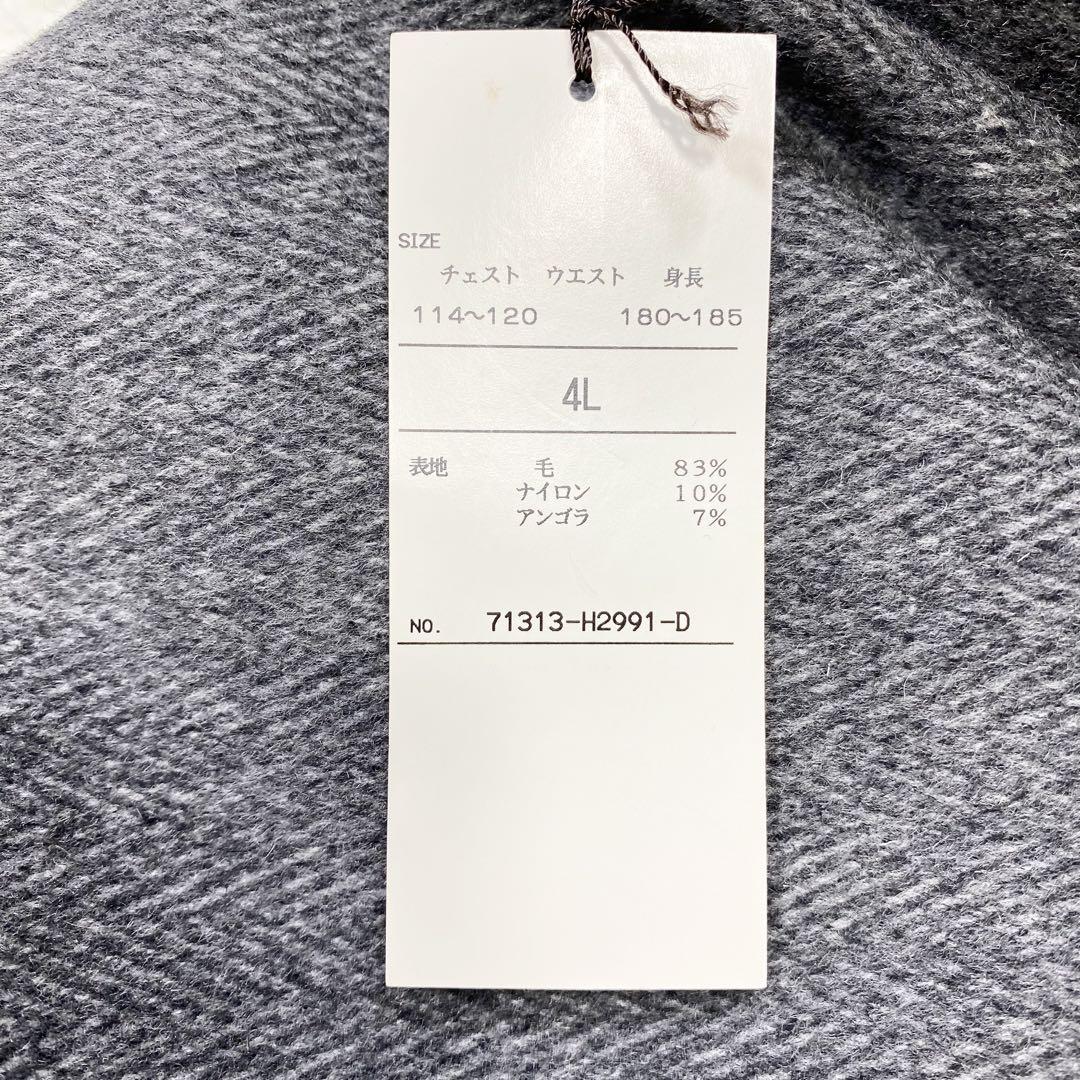 SIZE
チェスト ウエスト 身長
114～120 180～185
4L
表地 毛 83%
ナイロン 10%
アンゴラ 7%
NO. 71313-H2991-D